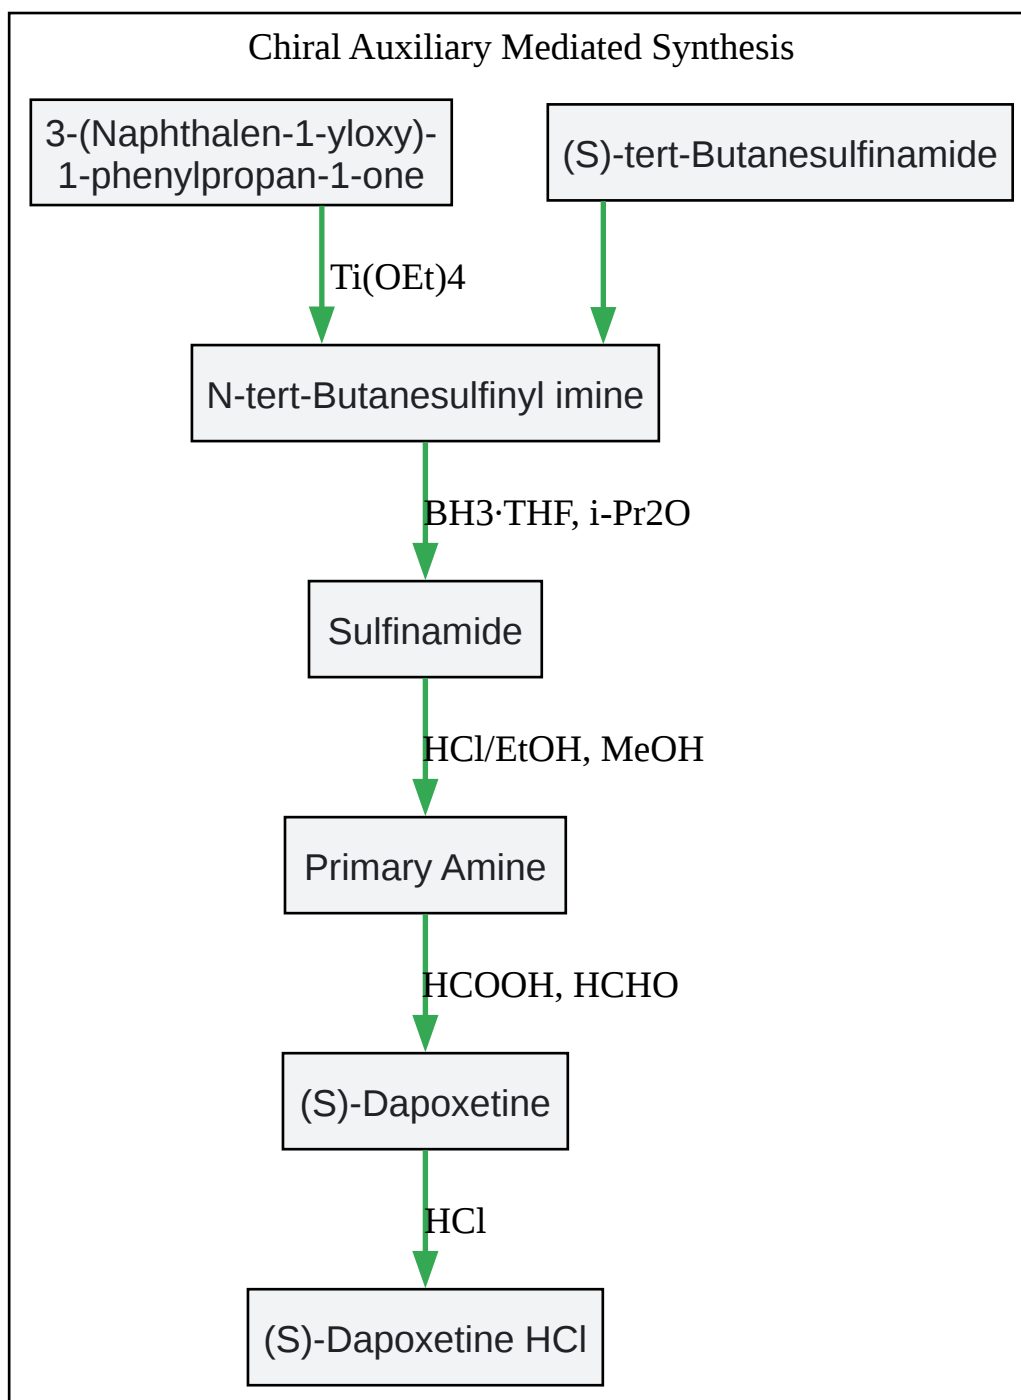 Chiral Auxiliary Mediated Synthesis
3-(Naphthalen-1-yloxy)-
1-phenylpropan-1-one
(S)-tert-Butanesulfinamide
Ti(OEt)4
N-tert-Butanesulfinyl imine
BH3·THF, i-Pr2O
Sulfinamide
HCl/EtOH, MeOH
Primary Amine
HCOOH, HCHO
(S)-Dapoxetine
HCl
(S)-Dapoxetine HCl